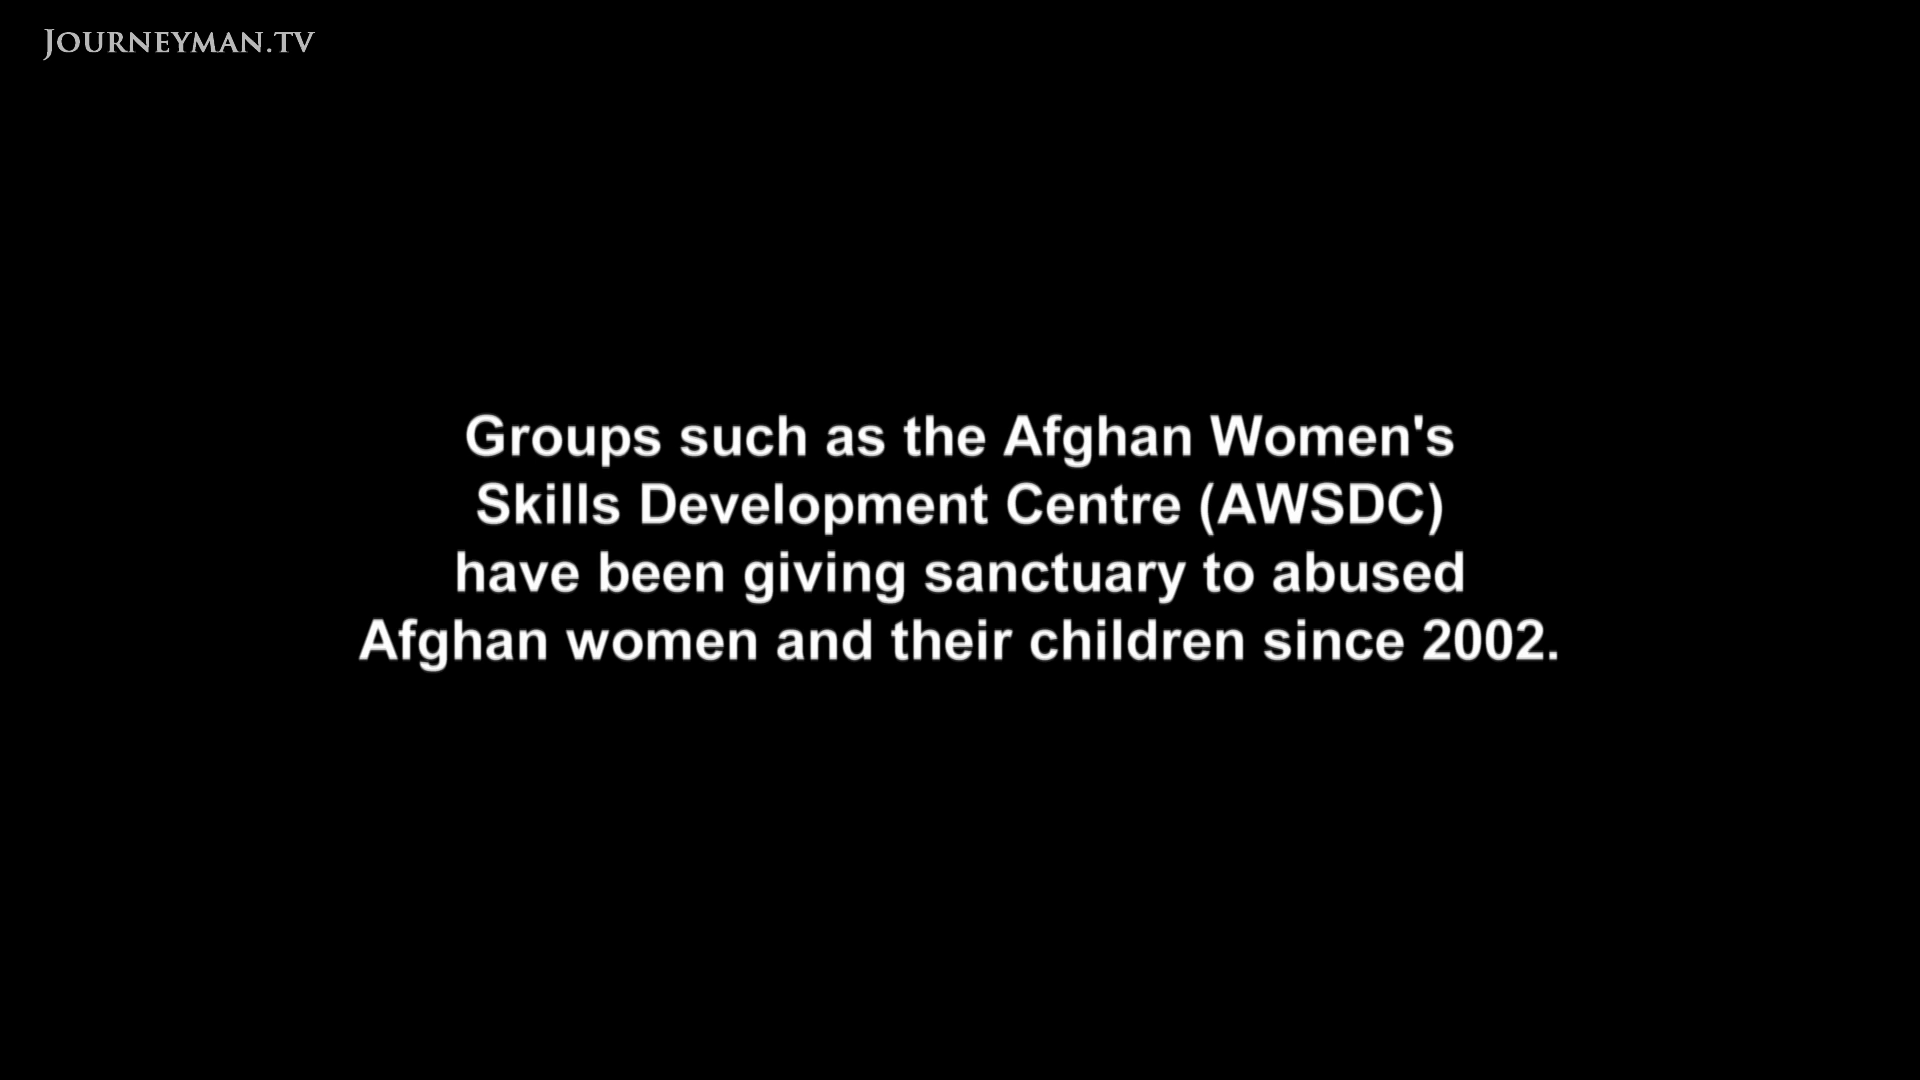 JOURNEYMAN.TV
Groups such as the Afghan Women's
Skills Development Centre (AWSDC)
have been giving sanctuary to abused
Afghan women and their children since 2002.